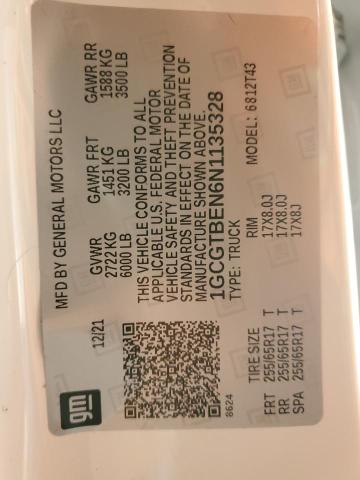 gm
MFD BY GENERAL MOTORS LLC
12/21
GVWR GAWR FRT GAWR RR
2722 KG 1451 KG 1588 KG
6000 LB 3200 LB 3500 LB
THIS VEHICLE CONFORMS TO ALL
APPLICABLE U.S. FEDERAL MOTOR
VEHICLE SAFETY AND THEFT PREVENTION
STANDARDS IN EFFECT ON THE DATE OF
MANUFACTURE SHOWN ABOVE.
1GCGTBEN6N1135328
8624
TYPE: TRUCK MODEL: 6812T43
TIRE SIZE RIM
FRT 255/65R17 T 17X8.0J
RR 255/65R17 T 17X8.0J
SPA 255/65R17 T 17X8J